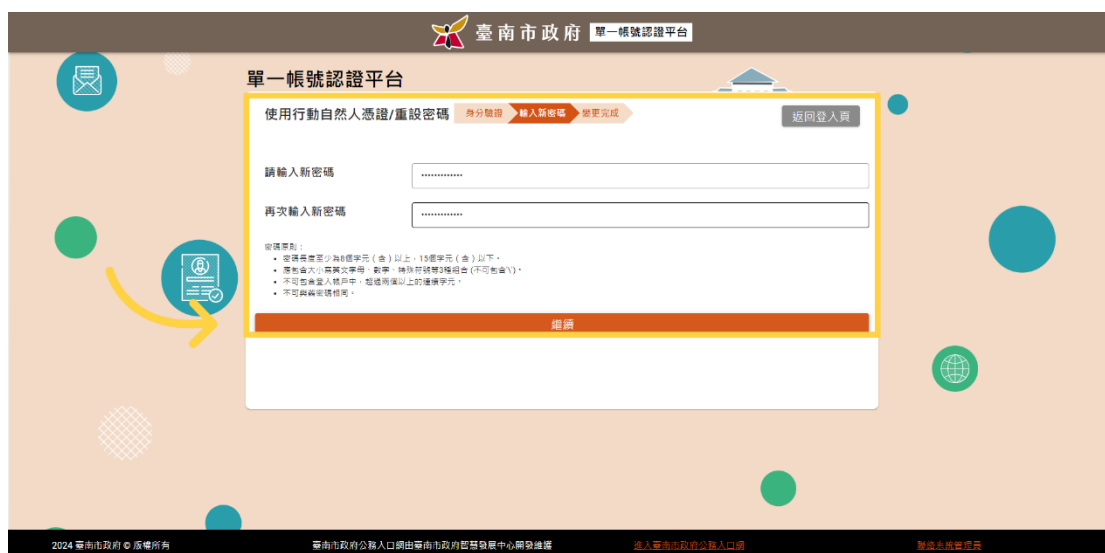 臺南市政府 單一帳號認證平台
單一帳號認證平台
使用行動自然人憑證/重設密碼 身分驗證 輸入新密碼 變更完成 返回登入頁
請輸入新密碼 •••••••••••••
再次輸入新密碼 •••••••••••••
密碼原則：
• 密碼長度至少為8個字元（含）以上、15個字元（含）以下。
• 應包含大小寫英文字母、數字、特殊符號等3種組合(不可包含'\')。
• 不可包含登入帳戶中，超過兩個以上的連續字元。
• 不可與舊密碼相同。
繼續
2024 臺南市政府 © 版權所有 臺南市政府公務入口網由臺南市政府智慧發展中心開發維護 進入臺南市政府公務入口網 聯絡系統管理員